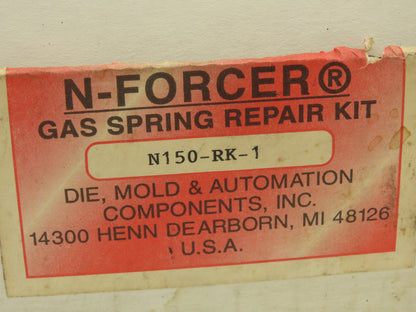 N-FORCER®
GAS SPRING REPAIR KIT
N150-RK-1
DIE, MOLD & AUTOMATION
COMPONENTS, INC.
14300 HENN DEARBORN, MI 48126
U.S.A.